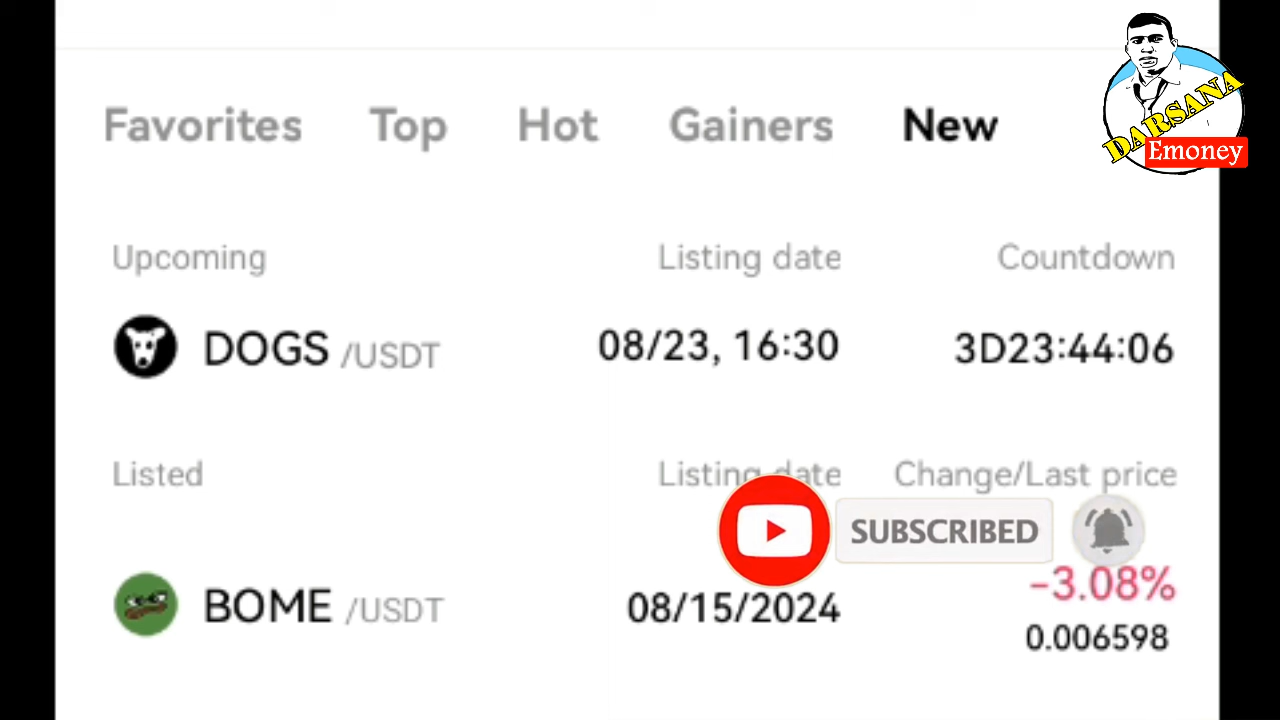 DARSANA
Emoney
Favorites Top Hot Gainers New
Upcoming Listing date Countdown
DOGS /USDT 08/23, 16:30 3D23:44:06
Listed Listing date Change/Last price
SUBSCRIBED
-3.08%
BOME /USDT 08/15/2024
0.006598